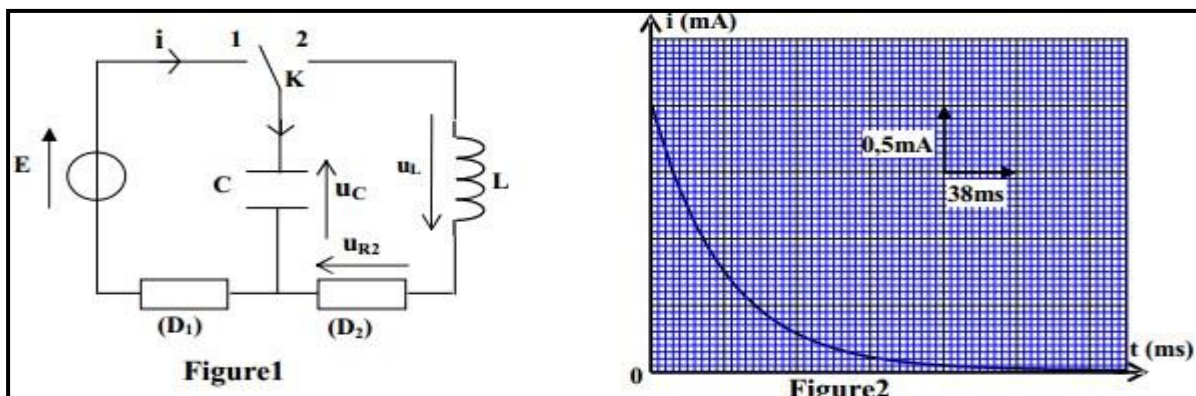 i 1 2
K
E
C
u_C
u_L
L
u_R2
(D₁) (D₂)
Figure1
i (mA)
0,5mA
38ms
t (ms)
0
Figure2